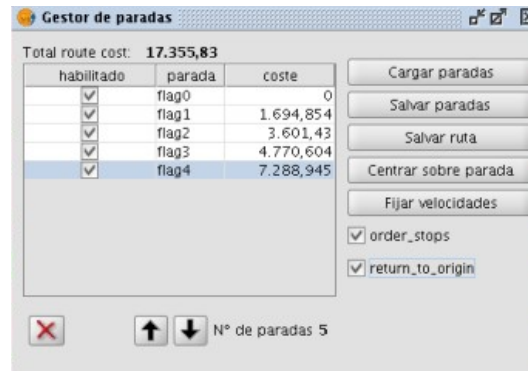 Gestor de paradas
Total route cost: 17.355,83
habilitado parada coste
flag0 0
flag1 1.694,854
flag2 3.601,43
flag3 4.770,604
flag4 7.288,945
Cargar paradas
Salvar paradas
Salvar ruta
Centrar sobre parada
Fijar velocidades
order_stops
return_to_origin
Nº de paradas 5